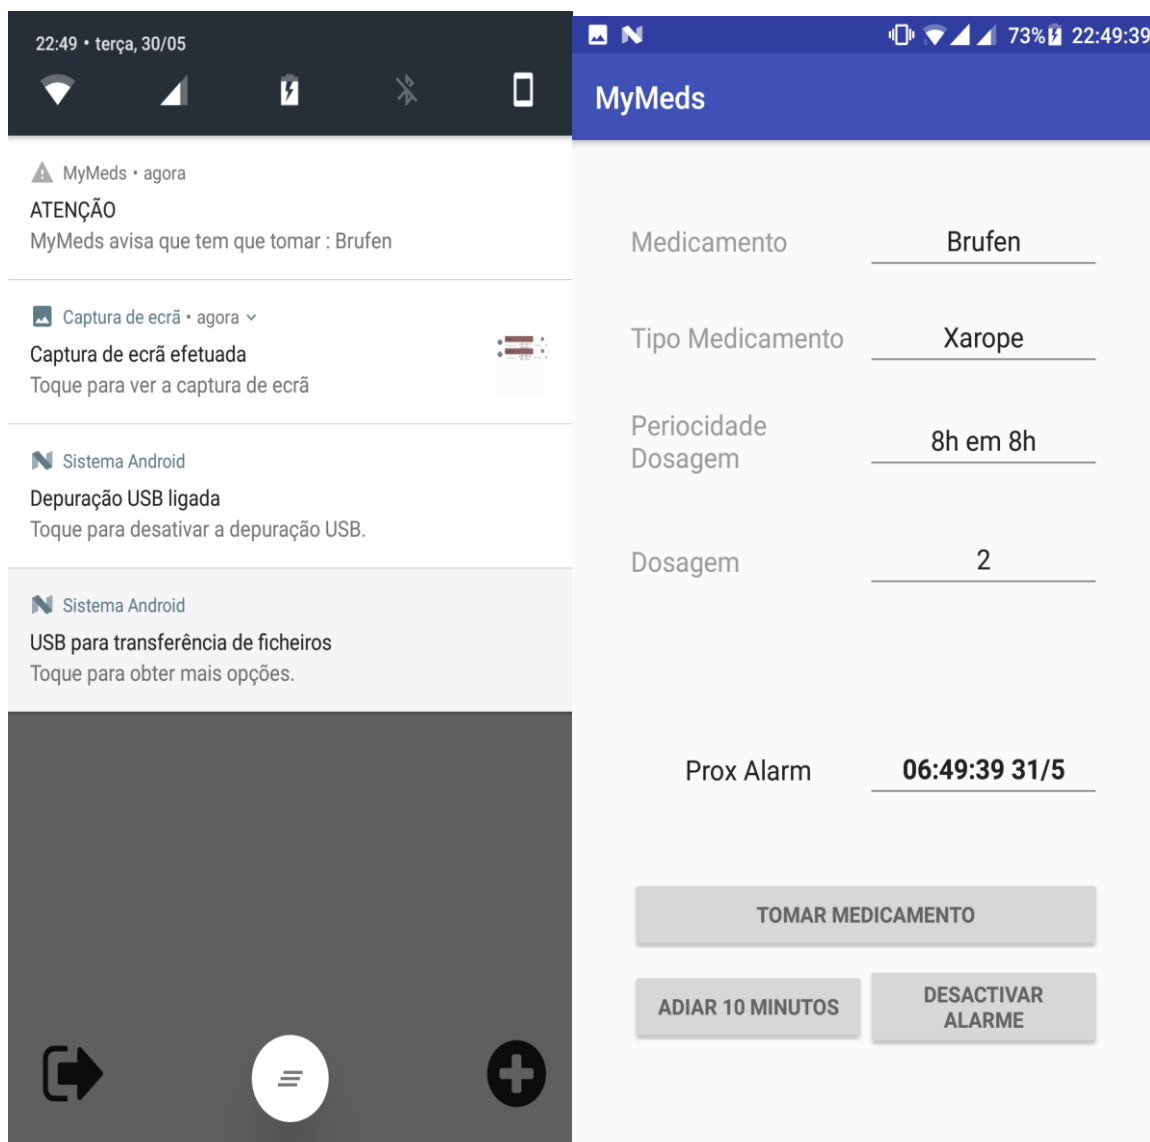 22:49 • terça, 30/05
MyMeds • agora
ATENÇÃO
MyMeds avisa que tem que tomar : Brufen
Captura de ecrã • agora
Captura de ecrã efetuada
Toque para ver a captura de ecrã
Sistema Android
Depuração USB ligada
Toque para desativar a depuração USB.
Sistema Android
USB para transferência de ficheiros
Toque para obter mais opções.
73% 22:49:39
MyMeds
Medicamento Brufen
Tipo Medicamento Xarope
Periocidade
Dosagem 8h em 8h
Dosagem 2
Prox Alarm 06:49:39 31/5
TOMAR MEDICAMENTO
ADIAR 10 MINUTOS
DESACTIVAR
ALARME